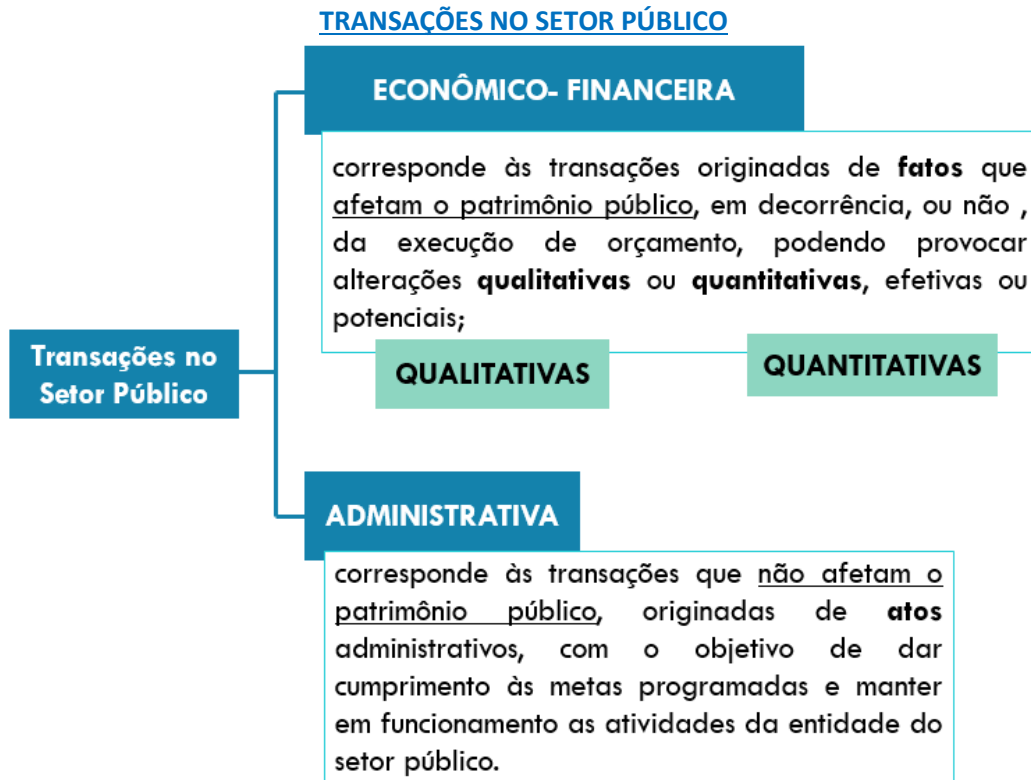 TRANSAÇÕES NO SETOR PÚBLICO
ECONÔMICO- FINANCEIRA
corresponde às transações originadas de fatos que
afetam o patrimônio público, em decorrência, ou não ,
da execução de orçamento, podendo provocar
alterações qualitativas ou quantitativas, efetivas ou
potenciais;
QUALITATIVAS
QUANTITATIVAS
Transações no
Setor Público
ADMINISTRATIVA
corresponde às transações que não afetam o
patrimônio público, originadas de atos
administrativos, com o objetivo de dar
cumprimento às metas programadas e manter
em funcionamento as atividades da entidade do
setor público.